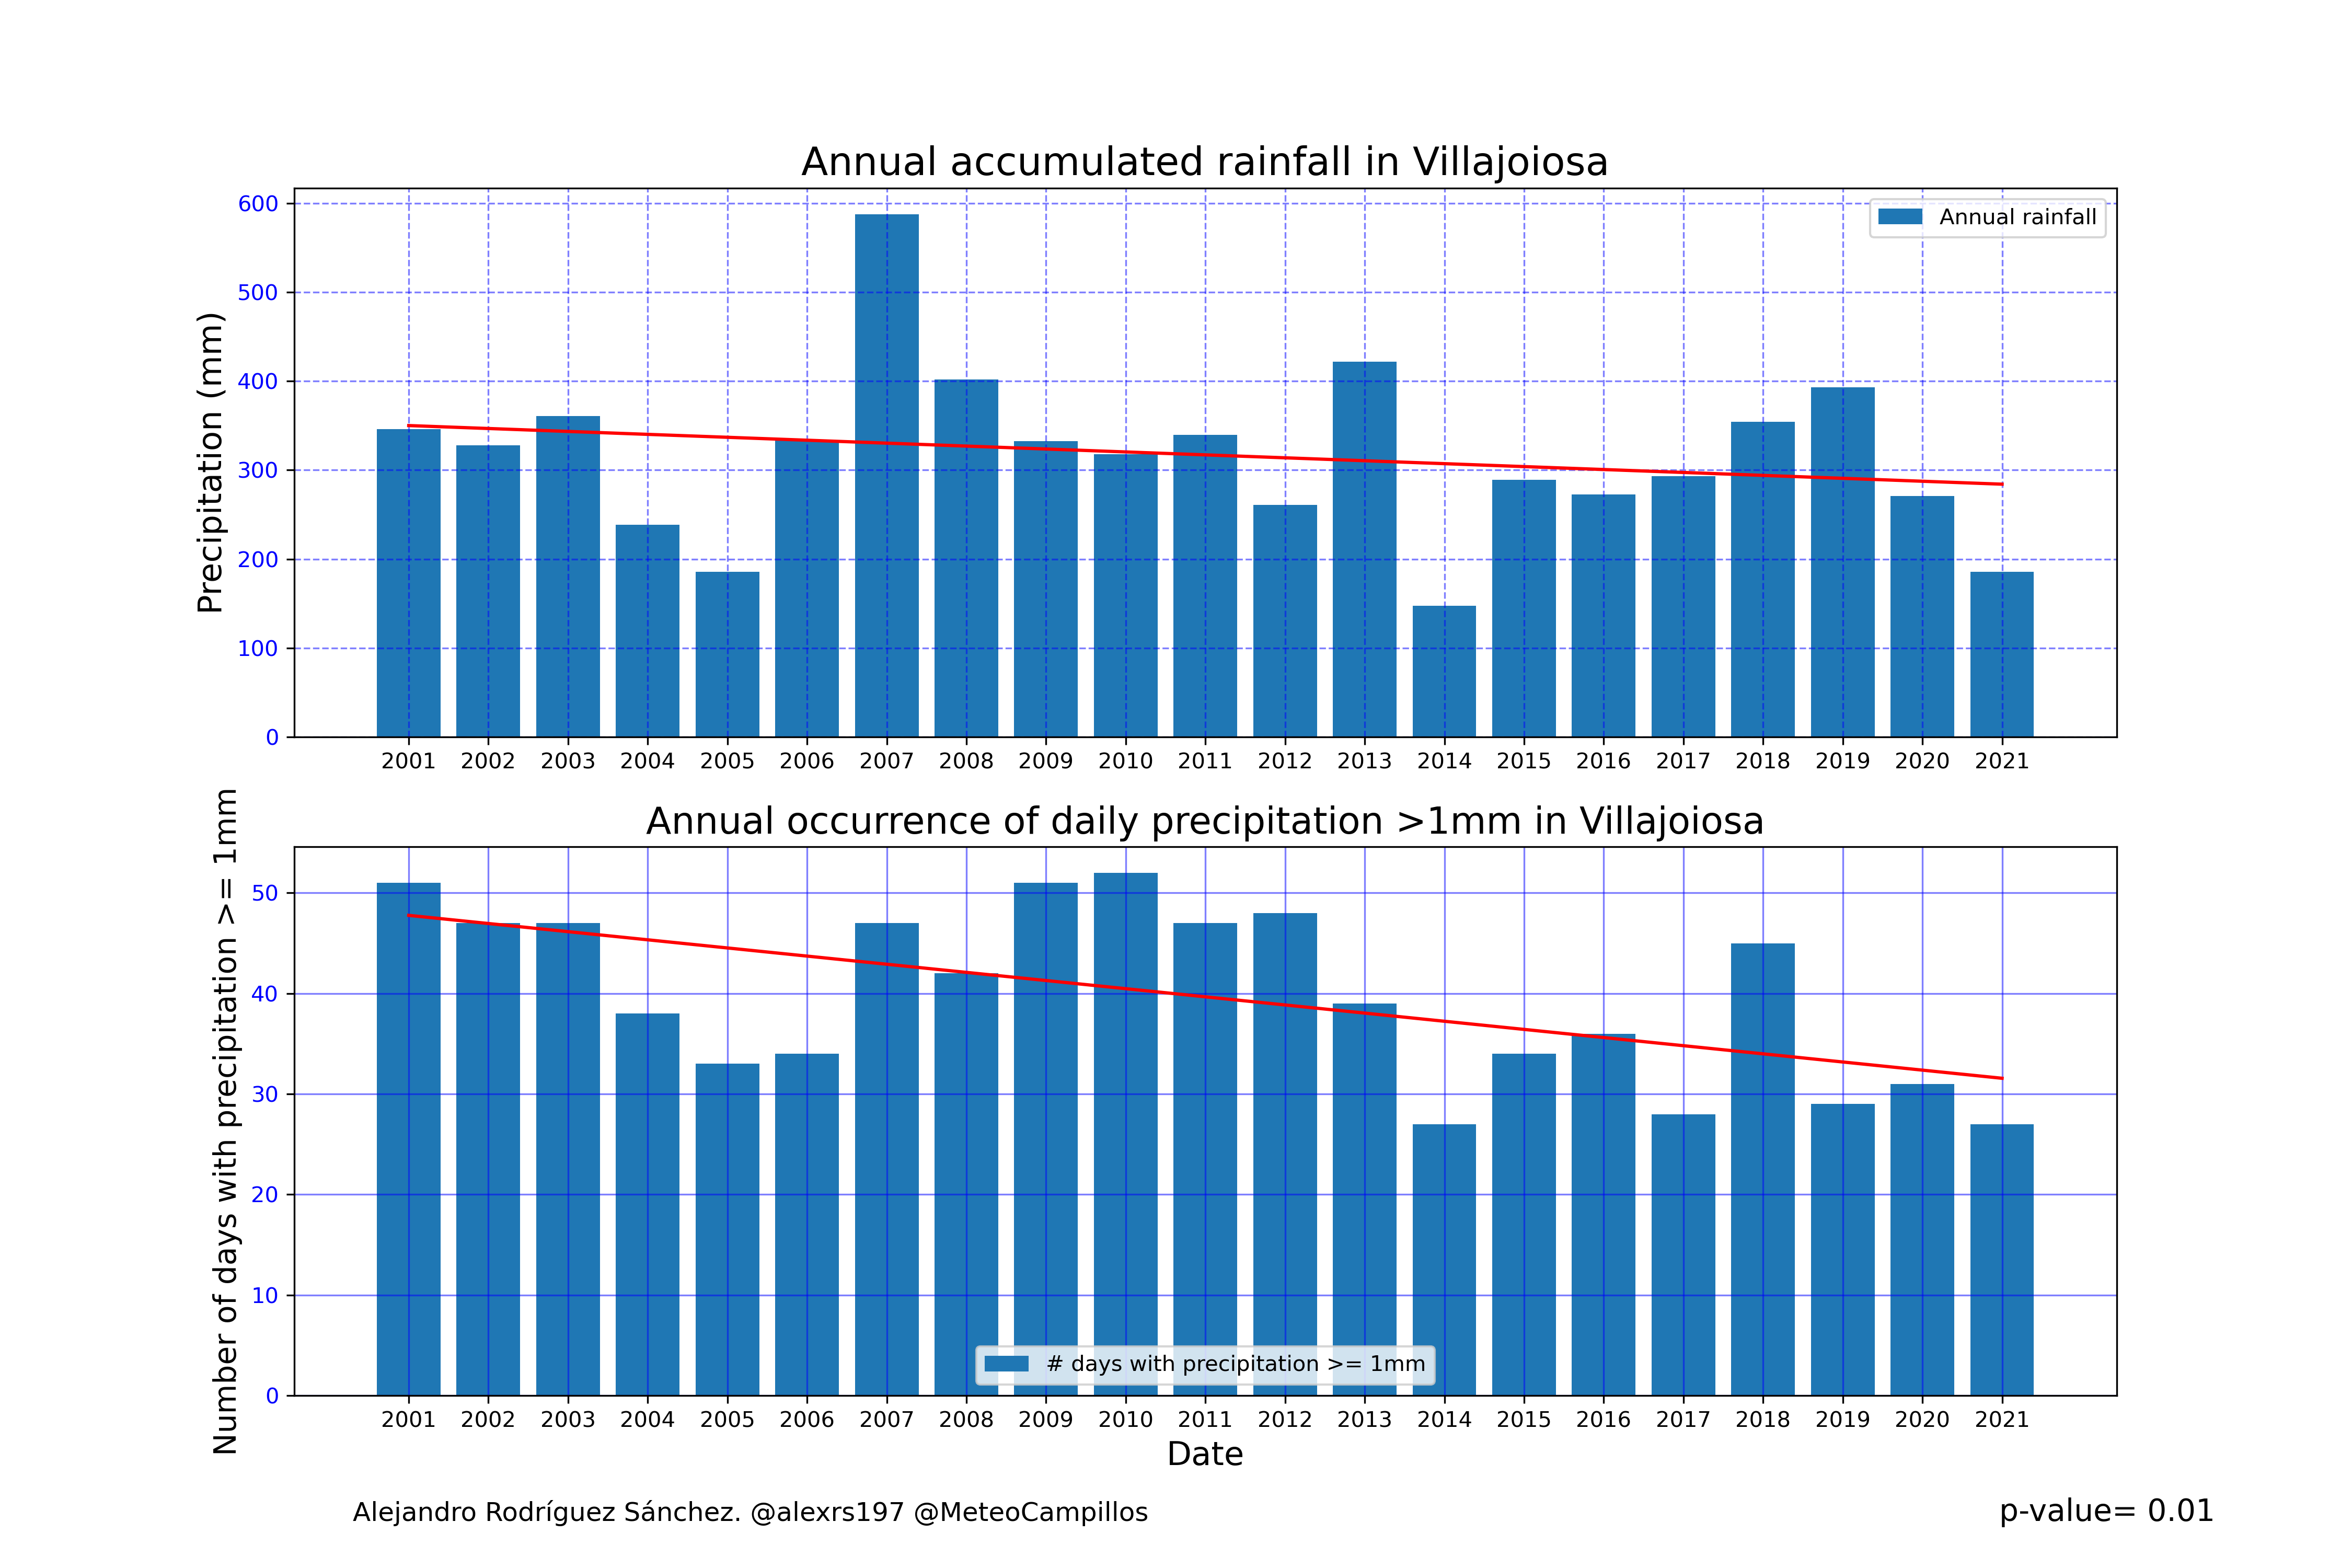 Annual accumulated rainfall in Villajoiosa
Precipitation (mm)
600
500
400
300
200
100
0
Annual rainfall
2001 2002 2003 2004 2005 2006 2007 2008 2009 2010 2011 2012 2013 2014 2015 2016 2017 2018 2019 2020 2021
Annual occurrence of daily precipitation >1mm in Villajoiosa
Number of days with precipitation >= 1mm
50
40
30
20
10
0
# days with precipitation >= 1mm
2001 2002 2003 2004 2005 2006 2007 2008 2009 2010 2011 2012 2013 2014 2015 2016 2017 2018 2019 2020 2021
Date
Alejandro Rodríguez Sánchez. @alexrs197 @MeteoCampillos
p-value= 0.01